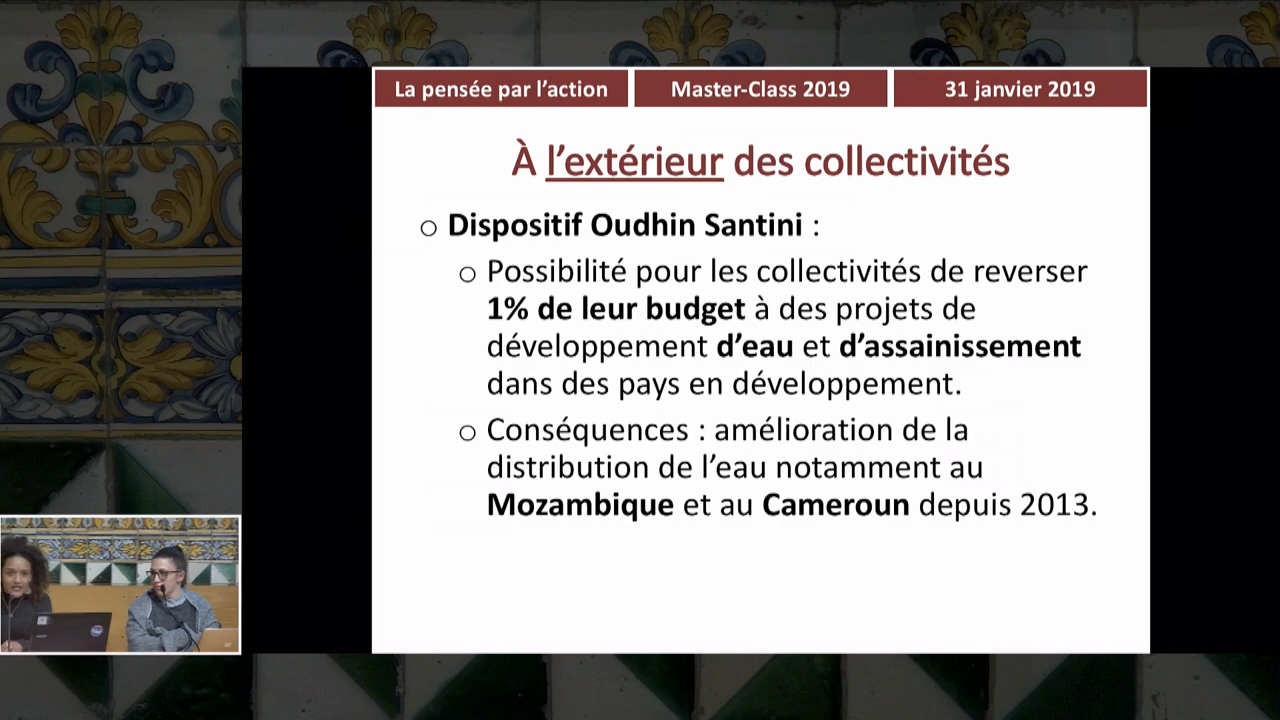 La pensée par l’action
Master-Class 2019
31 janvier 2019
À l’extérieur des collectivités
o Dispositif Oudhin Santini :
o Possibilité pour les collectivités de reverser
1% de leur budget à des projets de
développement d’eau et d’assainissement
dans des pays en développement.
o Conséquences : amélioration de la
distribution de l’eau notamment au
Mozambique et au Cameroun depuis 2013.